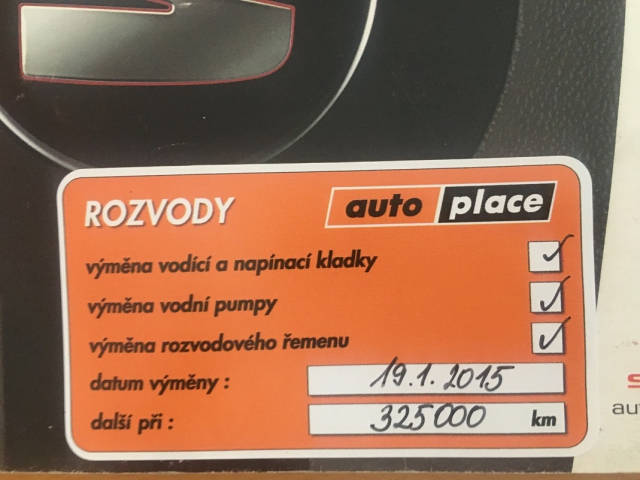 ROZVODY
auto place
výměna vodící a napínací kladky
výměna vodní pumpy
výměna rozvodového řemenu
datum výměny : 19.1.2015
další při : 325000 km
au